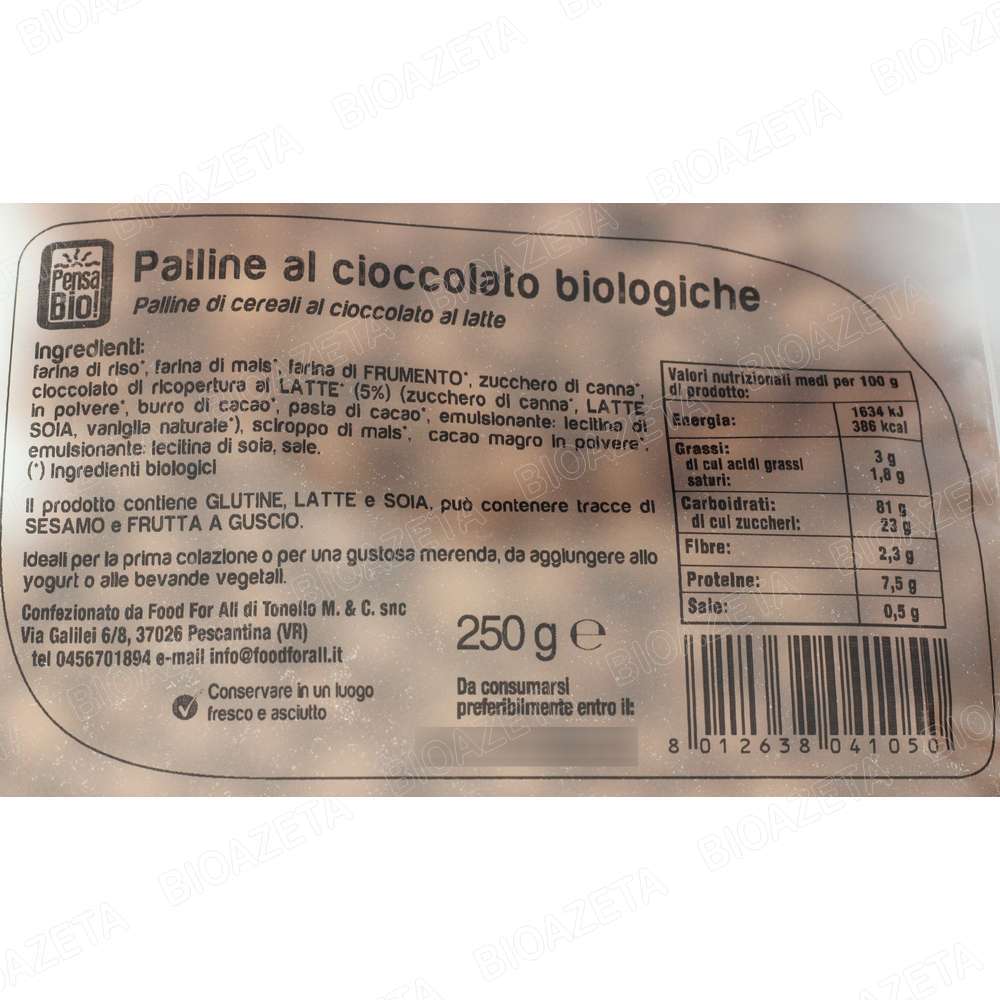 Pensa
Bio!
Palline al cioccolato biologiche
Palline di cereali al cioccolato al latte
Ingredienti:
farina di riso*, farina di mais*, farina di FRUMENTO*, zucchero di canna*,
cioccolato di ricopertura al LATTE* (5%) (zucchero di canna*, LATTE
in polvere*, burro di cacao*, pasta di cacao*, emulsionante: lecitina di
SOIA, vaniglia naturale*), sciroppo di mais*, cacao magro in polvere*,
emulsionante: lecitina di soia, sale.
(*) Ingredienti biologici
Il prodotto contiene GLUTINE, LATTE e SOIA, può contenere tracce di
SESAMO e FRUTTA A GUSCIO.
Ideali per la prima colazione o per una gustosa merenda, da aggiungere allo
yogurt o alle bevande vegetali.
Confezionato da Food For All di Tonello M. & C. snc
Via Galilei 6/8, 37026 Pescantina (VR)
tel 0456701894 e-mail info@foodforall.it
Conservare in un luogo
fresco e asciutto
250 g e
Da consumarsi
preferibilmente entro il:
Valori nutrizionali medi per 100 g
di prodotto:
Energia: 1634 kJ
386 kcal
Grassi: 3 g
di cui acidi grassi
saturi: 1,8 g
Carboidrati: 81 g
di cui zuccheri: 23 g
Fibre: 2,3 g
Proteine: 7,5 g
Sale: 0,5 g
8 012638 041050
BIOAZETA